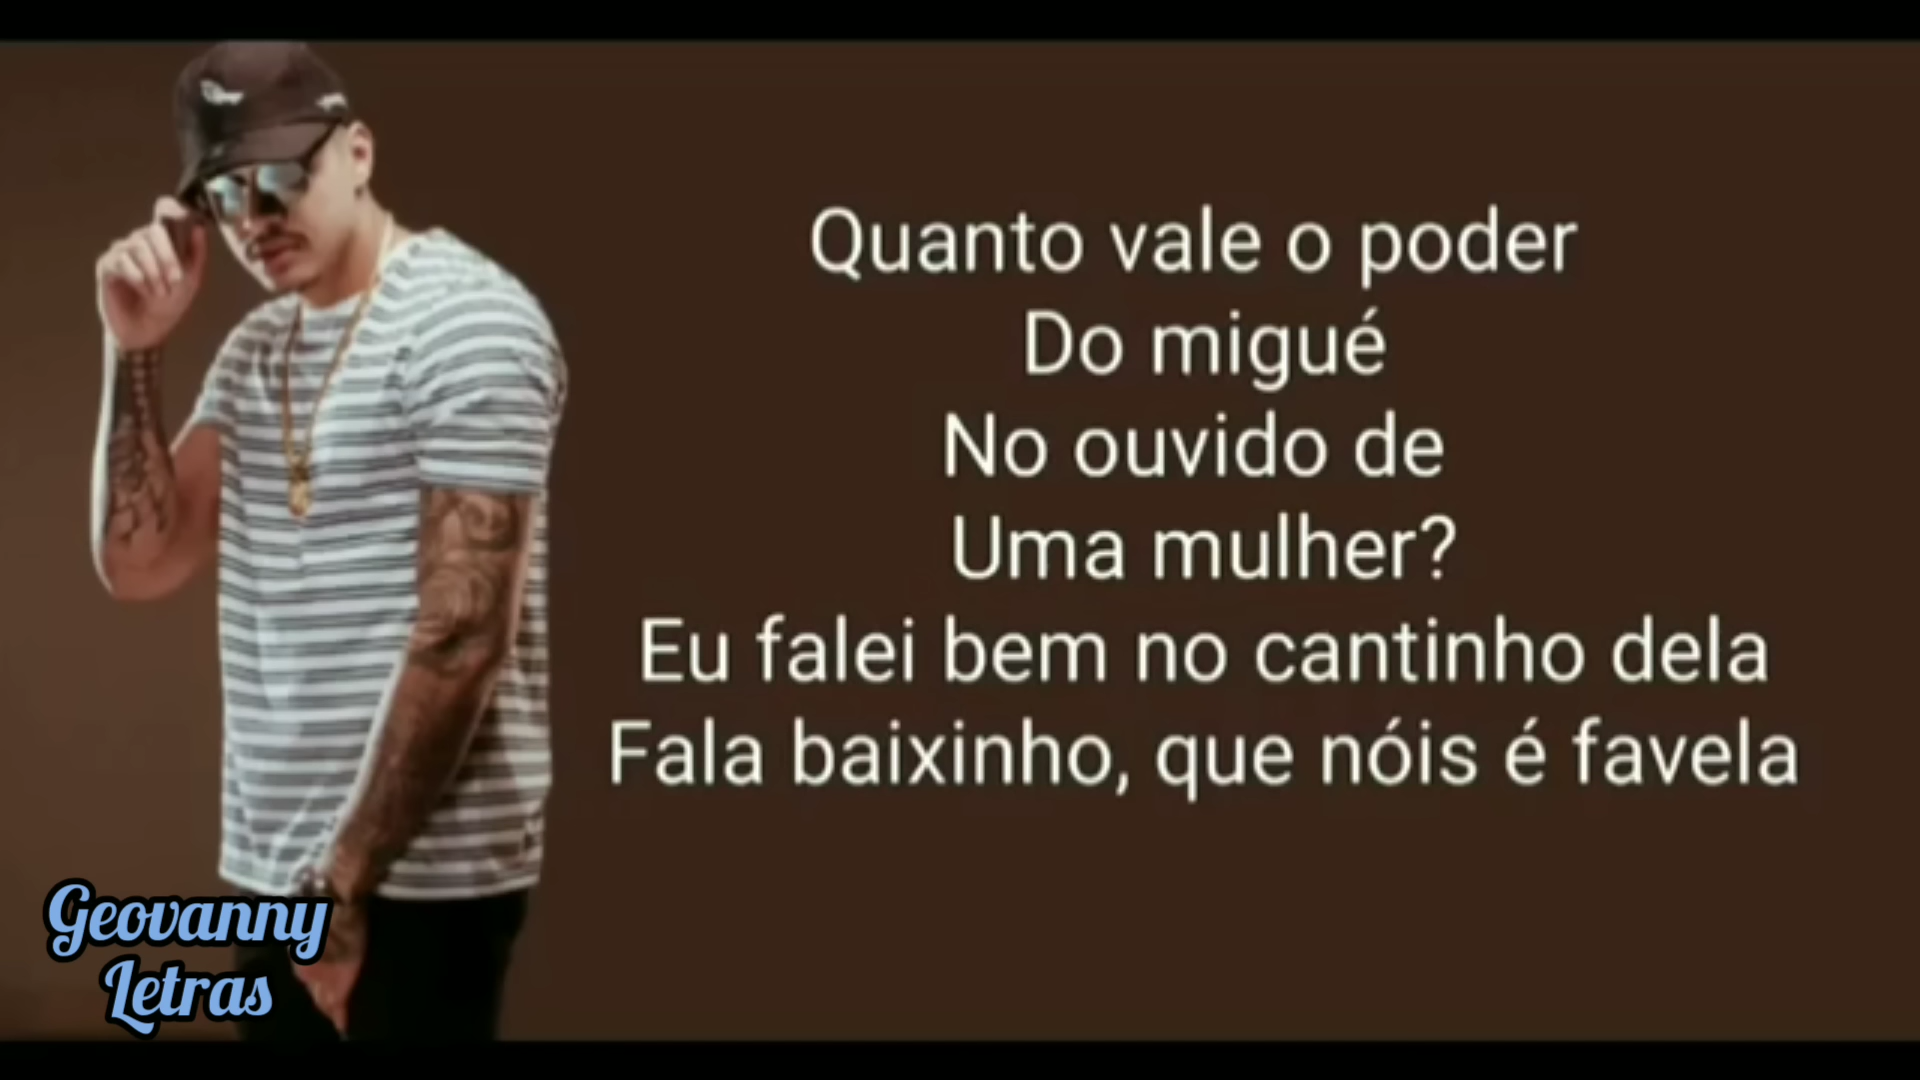 Quanto vale o poder
Do migué
No ouvido de
Uma mulher?
Eu falei bem no cantinho dela
Fala baixinho, que nóis é favela
Geovanny
Letras